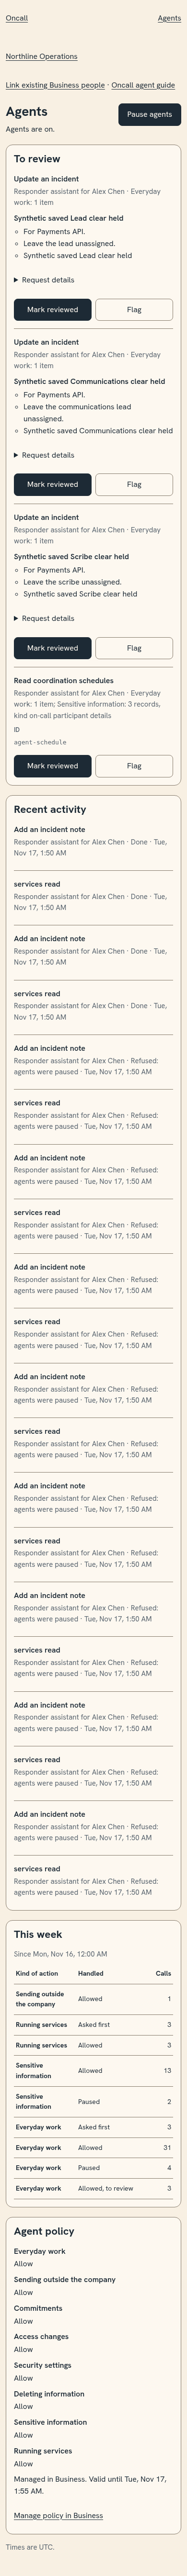 Oncall
Agents
Northline Operations
Link existing Business people · Oncall agent guide
Agents
Pause agents
Agents are on.
To review
Update an incident
Responder assistant for Alex Chen · Everyday
work: 1 item
Synthetic saved Lead clear held
For Payments API.
Leave the lead unassigned.
Synthetic saved Lead clear held
Request details
Mark reviewed
Flag
Update an incident
Responder assistant for Alex Chen · Everyday
work: 1 item
Synthetic saved Communications clear held
For Payments API.
Leave the communications lead
unassigned.
Synthetic saved Communications clear held
Request details
Mark reviewed
Flag
Update an incident
Responder assistant for Alex Chen · Everyday
work: 1 item
Synthetic saved Scribe clear held
For Payments API.
Leave the scribe unassigned.
Synthetic saved Scribe clear held
Request details
Mark reviewed
Flag
Read coordination schedules
Responder assistant for Alex Chen · Everyday
work: 1 item; Sensitive information: 3 records,
kind on-call participant details
ID
agent-schedule
Mark reviewed
Flag
Recent activity
Add an incident note
Responder assistant for Alex Chen · Done · Tue,
Nov 17, 1:50 AM
services read
Responder assistant for Alex Chen · Done · Tue,
Nov 17, 1:50 AM
Add an incident note
Responder assistant for Alex Chen · Done · Tue,
Nov 17, 1:50 AM
services read
Responder assistant for Alex Chen · Done · Tue,
Nov 17, 1:50 AM
Add an incident note
Responder assistant for Alex Chen · Refused:
agents were paused · Tue, Nov 17, 1:50 AM
services read
Responder assistant for Alex Chen · Refused:
agents were paused · Tue, Nov 17, 1:50 AM
Add an incident note
Responder assistant for Alex Chen · Refused:
agents were paused · Tue, Nov 17, 1:50 AM
services read
Responder assistant for Alex Chen · Refused:
agents were paused · Tue, Nov 17, 1:50 AM
Add an incident note
Responder assistant for Alex Chen · Refused:
agents were paused · Tue, Nov 17, 1:50 AM
services read
Responder assistant for Alex Chen · Refused:
agents were paused · Tue, Nov 17, 1:50 AM
Add an incident note
Responder assistant for Alex Chen · Refused:
agents were paused · Tue, Nov 17, 1:50 AM
services read
Responder assistant for Alex Chen · Refused:
agents were paused · Tue, Nov 17, 1:50 AM
Add an incident note
Responder assistant for Alex Chen · Refused:
agents were paused · Tue, Nov 17, 1:50 AM
services read
Responder assistant for Alex Chen · Refused:
agents were paused · Tue, Nov 17, 1:50 AM
Add an incident note
Responder assistant for Alex Chen · Refused:
agents were paused · Tue, Nov 17, 1:50 AM
services read
Responder assistant for Alex Chen · Refused:
agents were paused · Tue, Nov 17, 1:50 AM
Add an incident note
Responder assistant for Alex Chen · Refused:
agents were paused · Tue, Nov 17, 1:50 AM
services read
Responder assistant for Alex Chen · Refused:
agents were paused · Tue, Nov 17, 1:50 AM
Add an incident note
Responder assistant for Alex Chen · Refused:
agents were paused · Tue, Nov 17, 1:50 AM
services read
Responder assistant for Alex Chen · Refused:
agents were paused · Tue, Nov 17, 1:50 AM
This week
Since Mon, Nov 16, 12:00 AM
Kind of action Handled Calls
Sending outside
the company Allowed 1
Running services Asked first 3
Running services Allowed 3
Sensitive
information Allowed 13
Sensitive
information Paused 2
Everyday work Asked first 3
Everyday work Allowed 31
Everyday work Paused 4
Everyday work Allowed, to review 3
Agent policy
Everyday work
Allow
Sending outside the company
Allow
Commitments
Allow
Access changes
Allow
Security settings
Allow
Deleting information
Allow
Sensitive information
Allow
Running services
Allow
Managed in Business. Valid until Tue, Nov 17,
1:55 AM.
Manage policy in Business
Times are UTC.